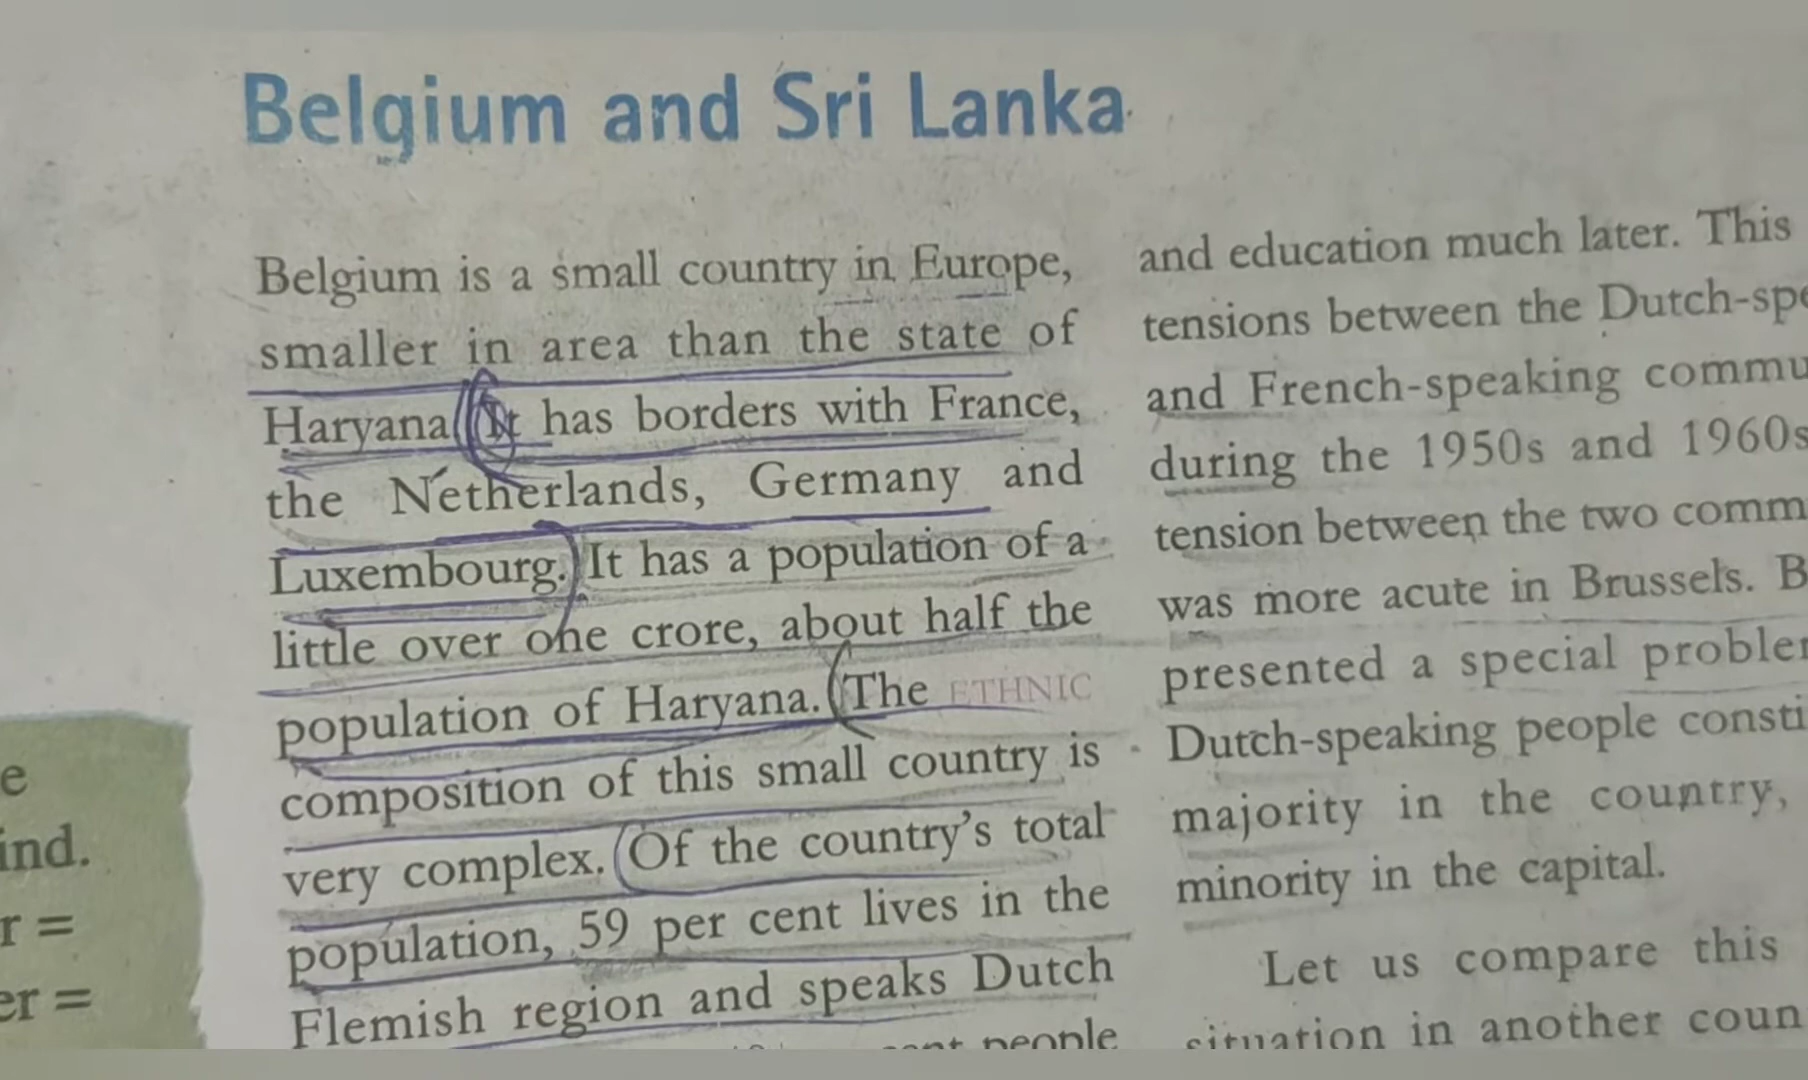 Belgium and Sri Lanka
Belgium is a small country in Europe,
smaller in area than the state of
Haryana. It has borders with France,
the Netherlands, Germany and
Luxembourg. It has a population of a
little over one crore, about half the
population of Haryana. The ETHNIC
composition of this small country is
very complex. Of the country's total
population, 59 per cent lives in the
Flemish region and speaks Dutch
people
and education much later. This
tensions between the Dutch-spe
and French-speaking commu
during the 1950s and 1960s
tension between the two comm
was more acute in Brussels. B
presented a special proble
Dutch-speaking people consti
majority in the country,
minority in the capital.
Let us compare this
situation in another coun
e
ind.
r =
er =